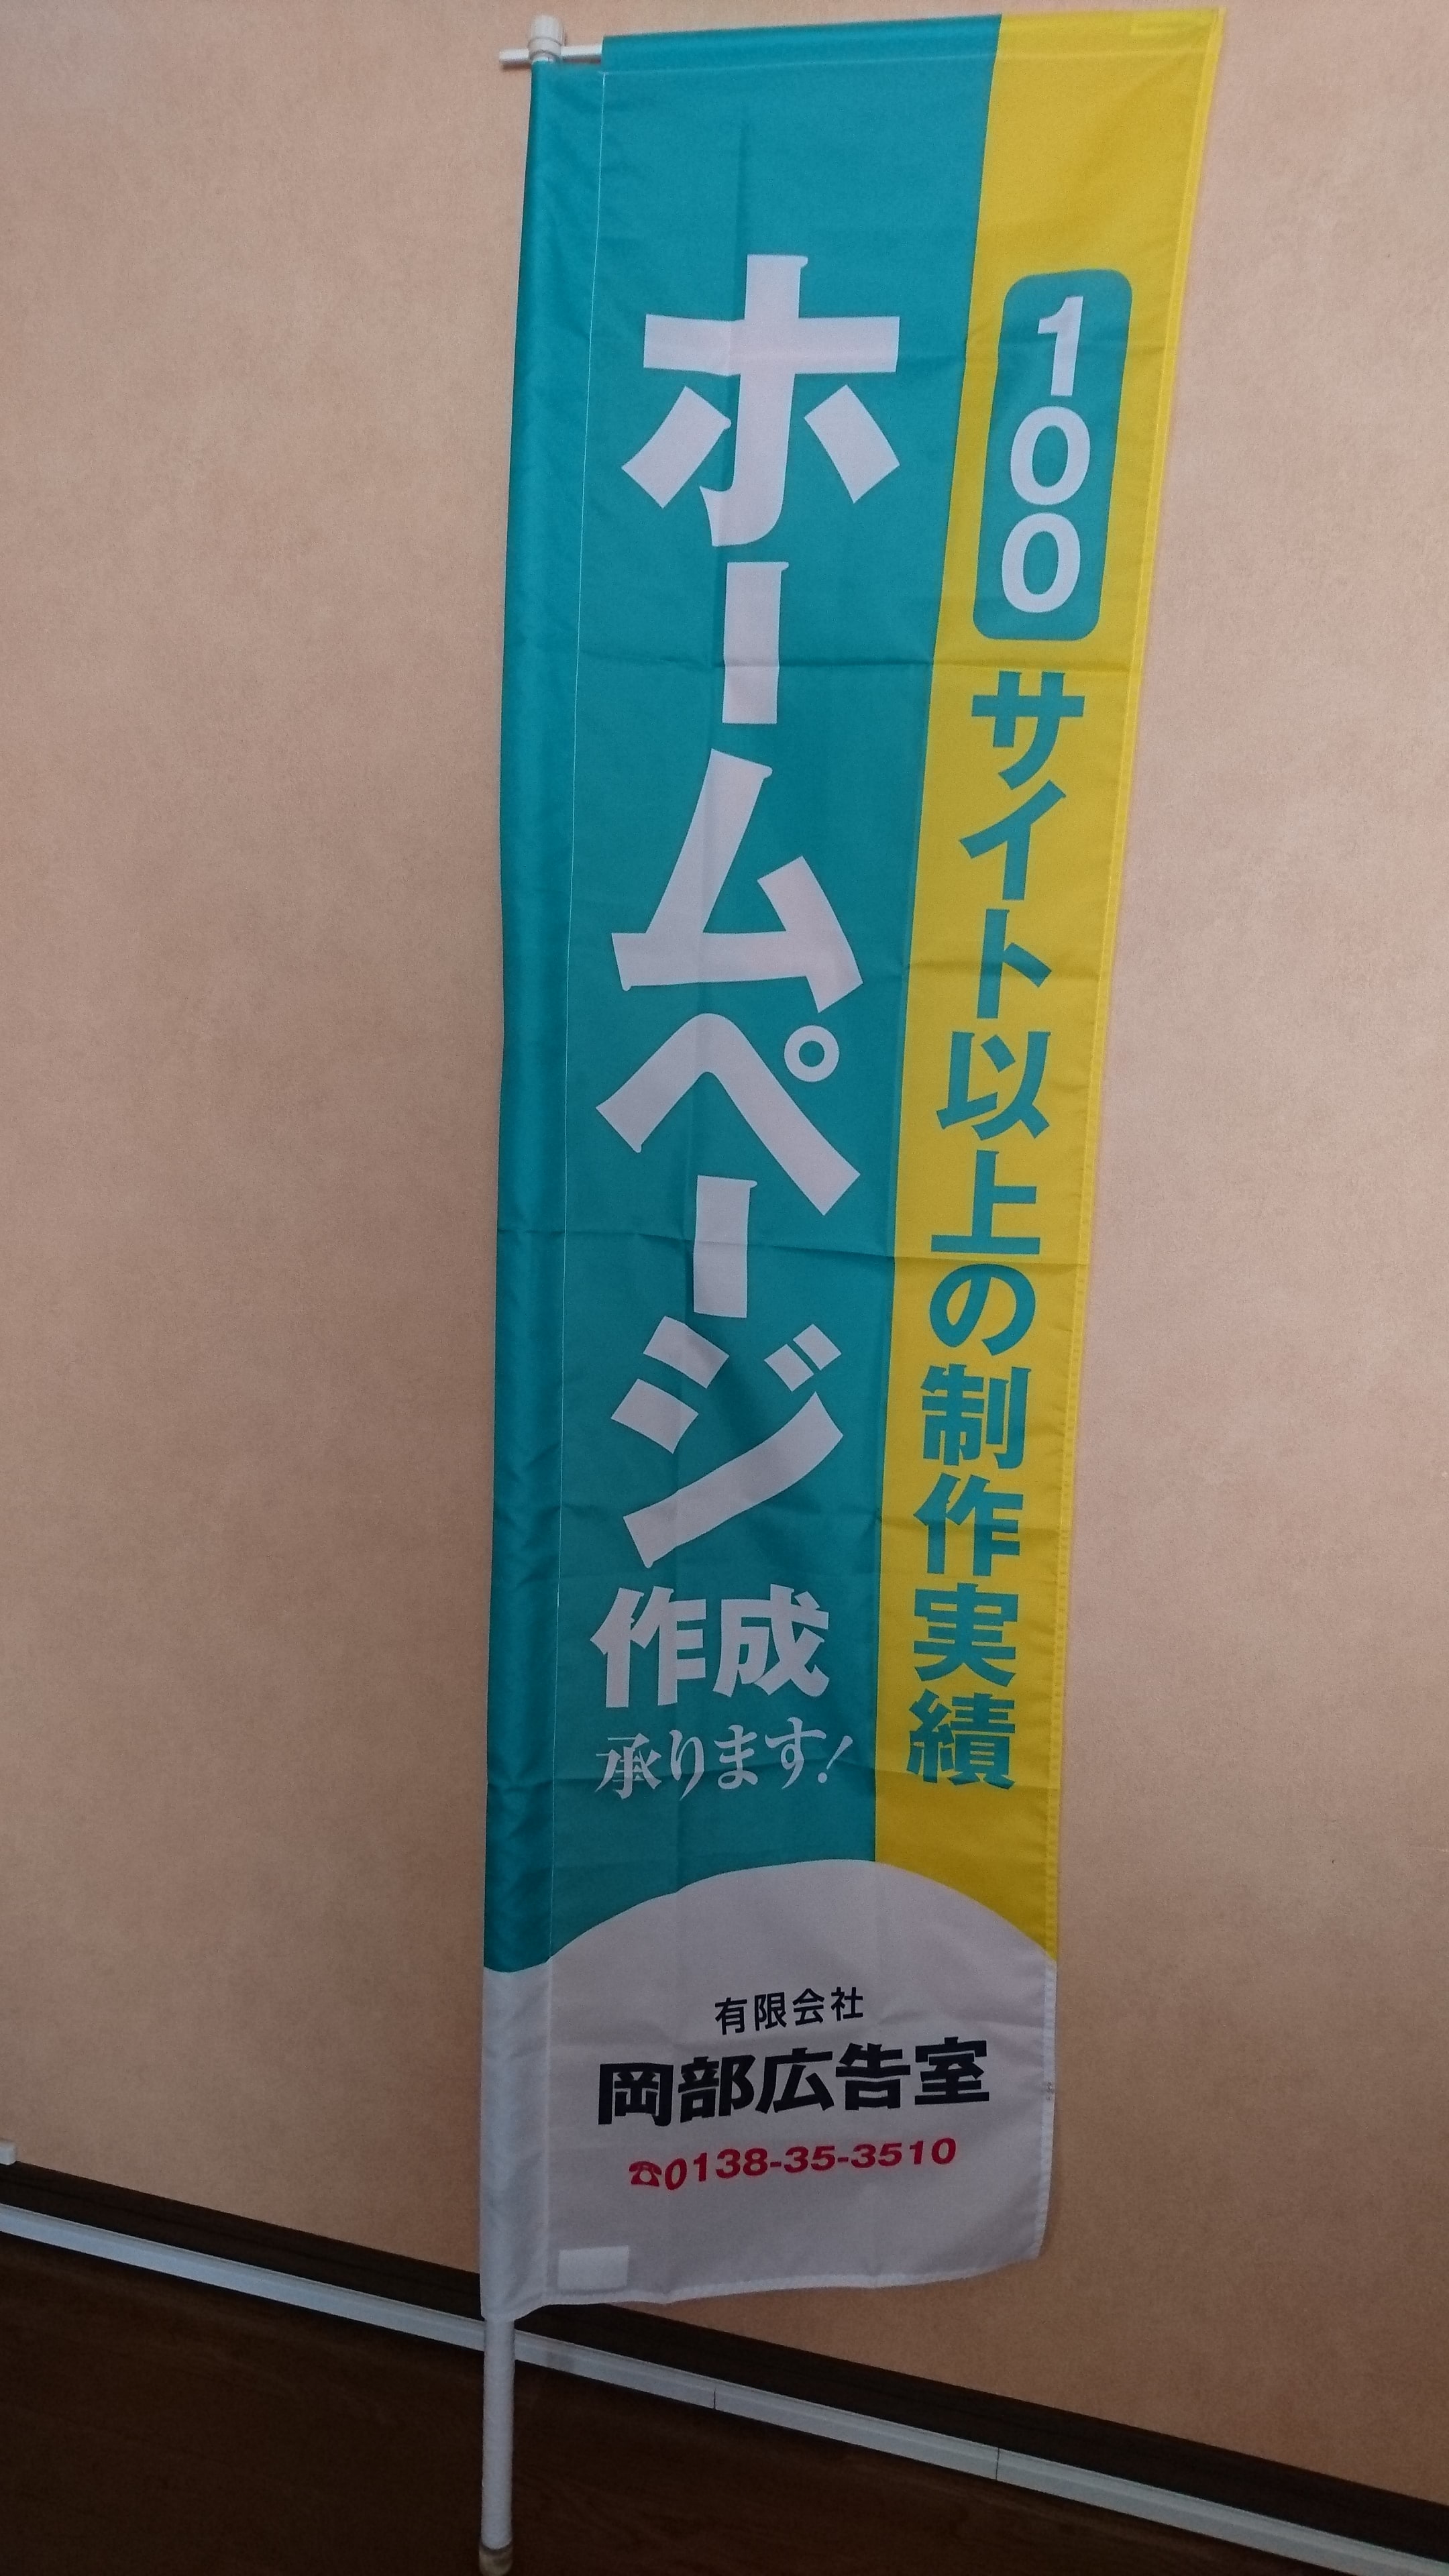 100サイト以上の制作実績
ホームページ
作成
承ります!
有限会社
岡部広告室
☎0138-35-3510